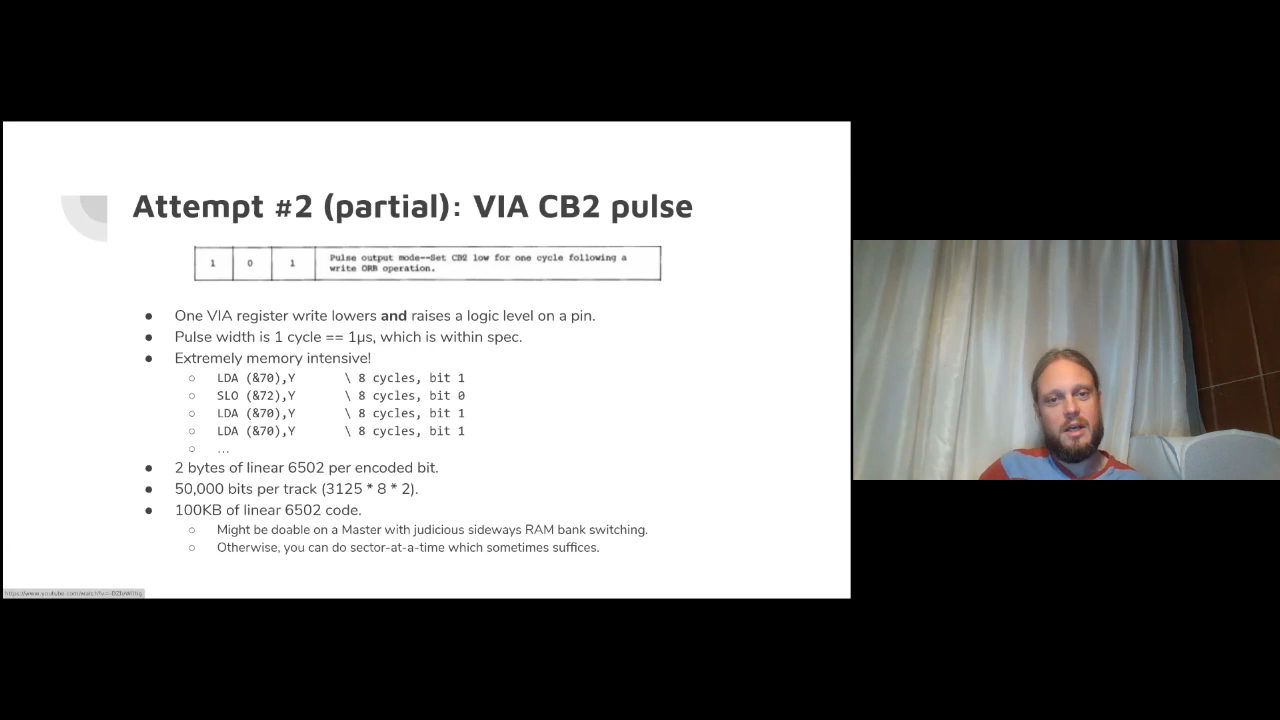 Attempt #2 (partial): VIA CB2 pulse
1 0 1 Pulse output mode--Set CB2 low for one cycle following a
write ORB operation.
● One VIA register write lowers and raises a logic level on a pin.
● Pulse width is 1 cycle == 1μs, which is within spec.
● Extremely memory intensive!
○ LDA (&70),Y \ 8 cycles, bit 1
○ SLO (&72),Y \ 8 cycles, bit 0
○ LDA (&70),Y \ 8 cycles, bit 1
○ LDA (&70),Y \ 8 cycles, bit 1
○ ...
● 2 bytes of linear 6502 per encoded bit.
● 50,000 bits per track (3125 * 8 * 2).
● 100KB of linear 6502 code.
○ Might be doable on a Master with judicious sideways RAM bank switching.
○ Otherwise, you can do sector-at-a-time which sometimes suffices.